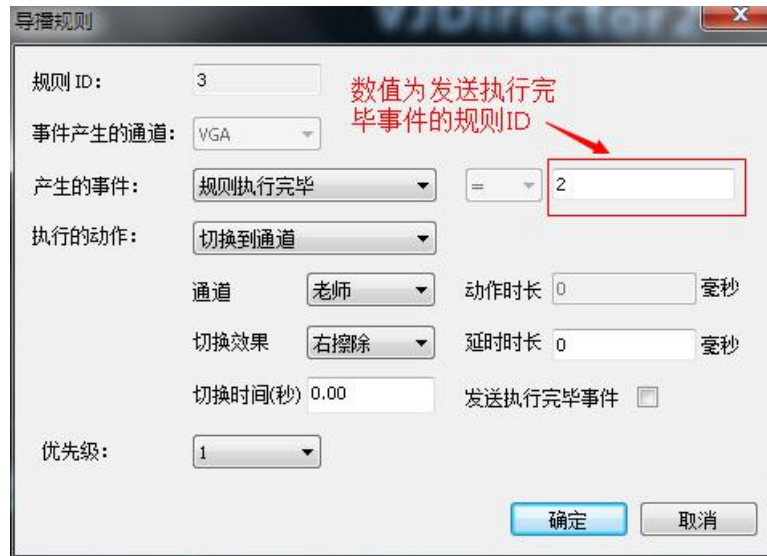 VJDirector2
导播规则
x
规则 ID: 3
数值为发送执行完
毕事件的规则ID
事件产生的通道: VGA
产生的事件: 规则执行完毕 = 2
执行的动作: 切换到通道
通道 老师 动作时长 0 毫秒
切换效果 右擦除 延时时长 0 毫秒
切换时间(秒) 0.00 发送执行完毕事件
优先级: 1
确定 取消